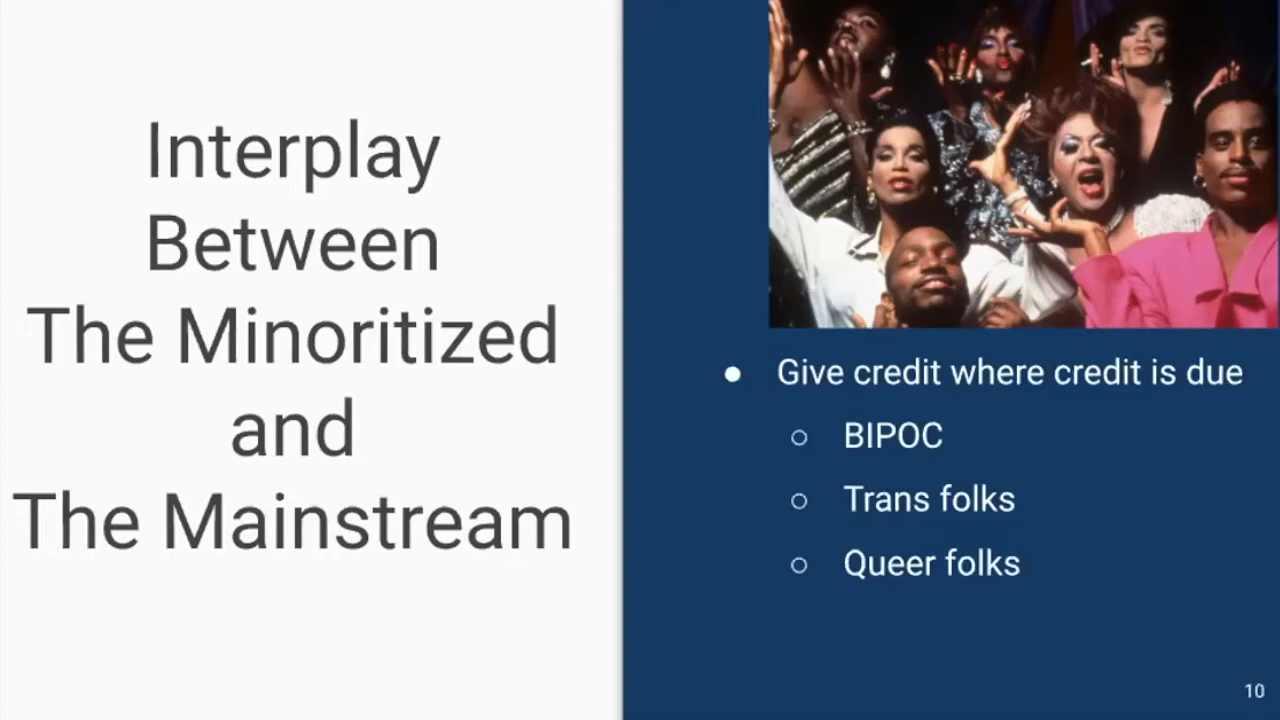 Interplay
Between
The Minoritized
and
The Mainstream
● Give credit where credit is due
○ BIPOC
○ Trans folks
○ Queer folks
10